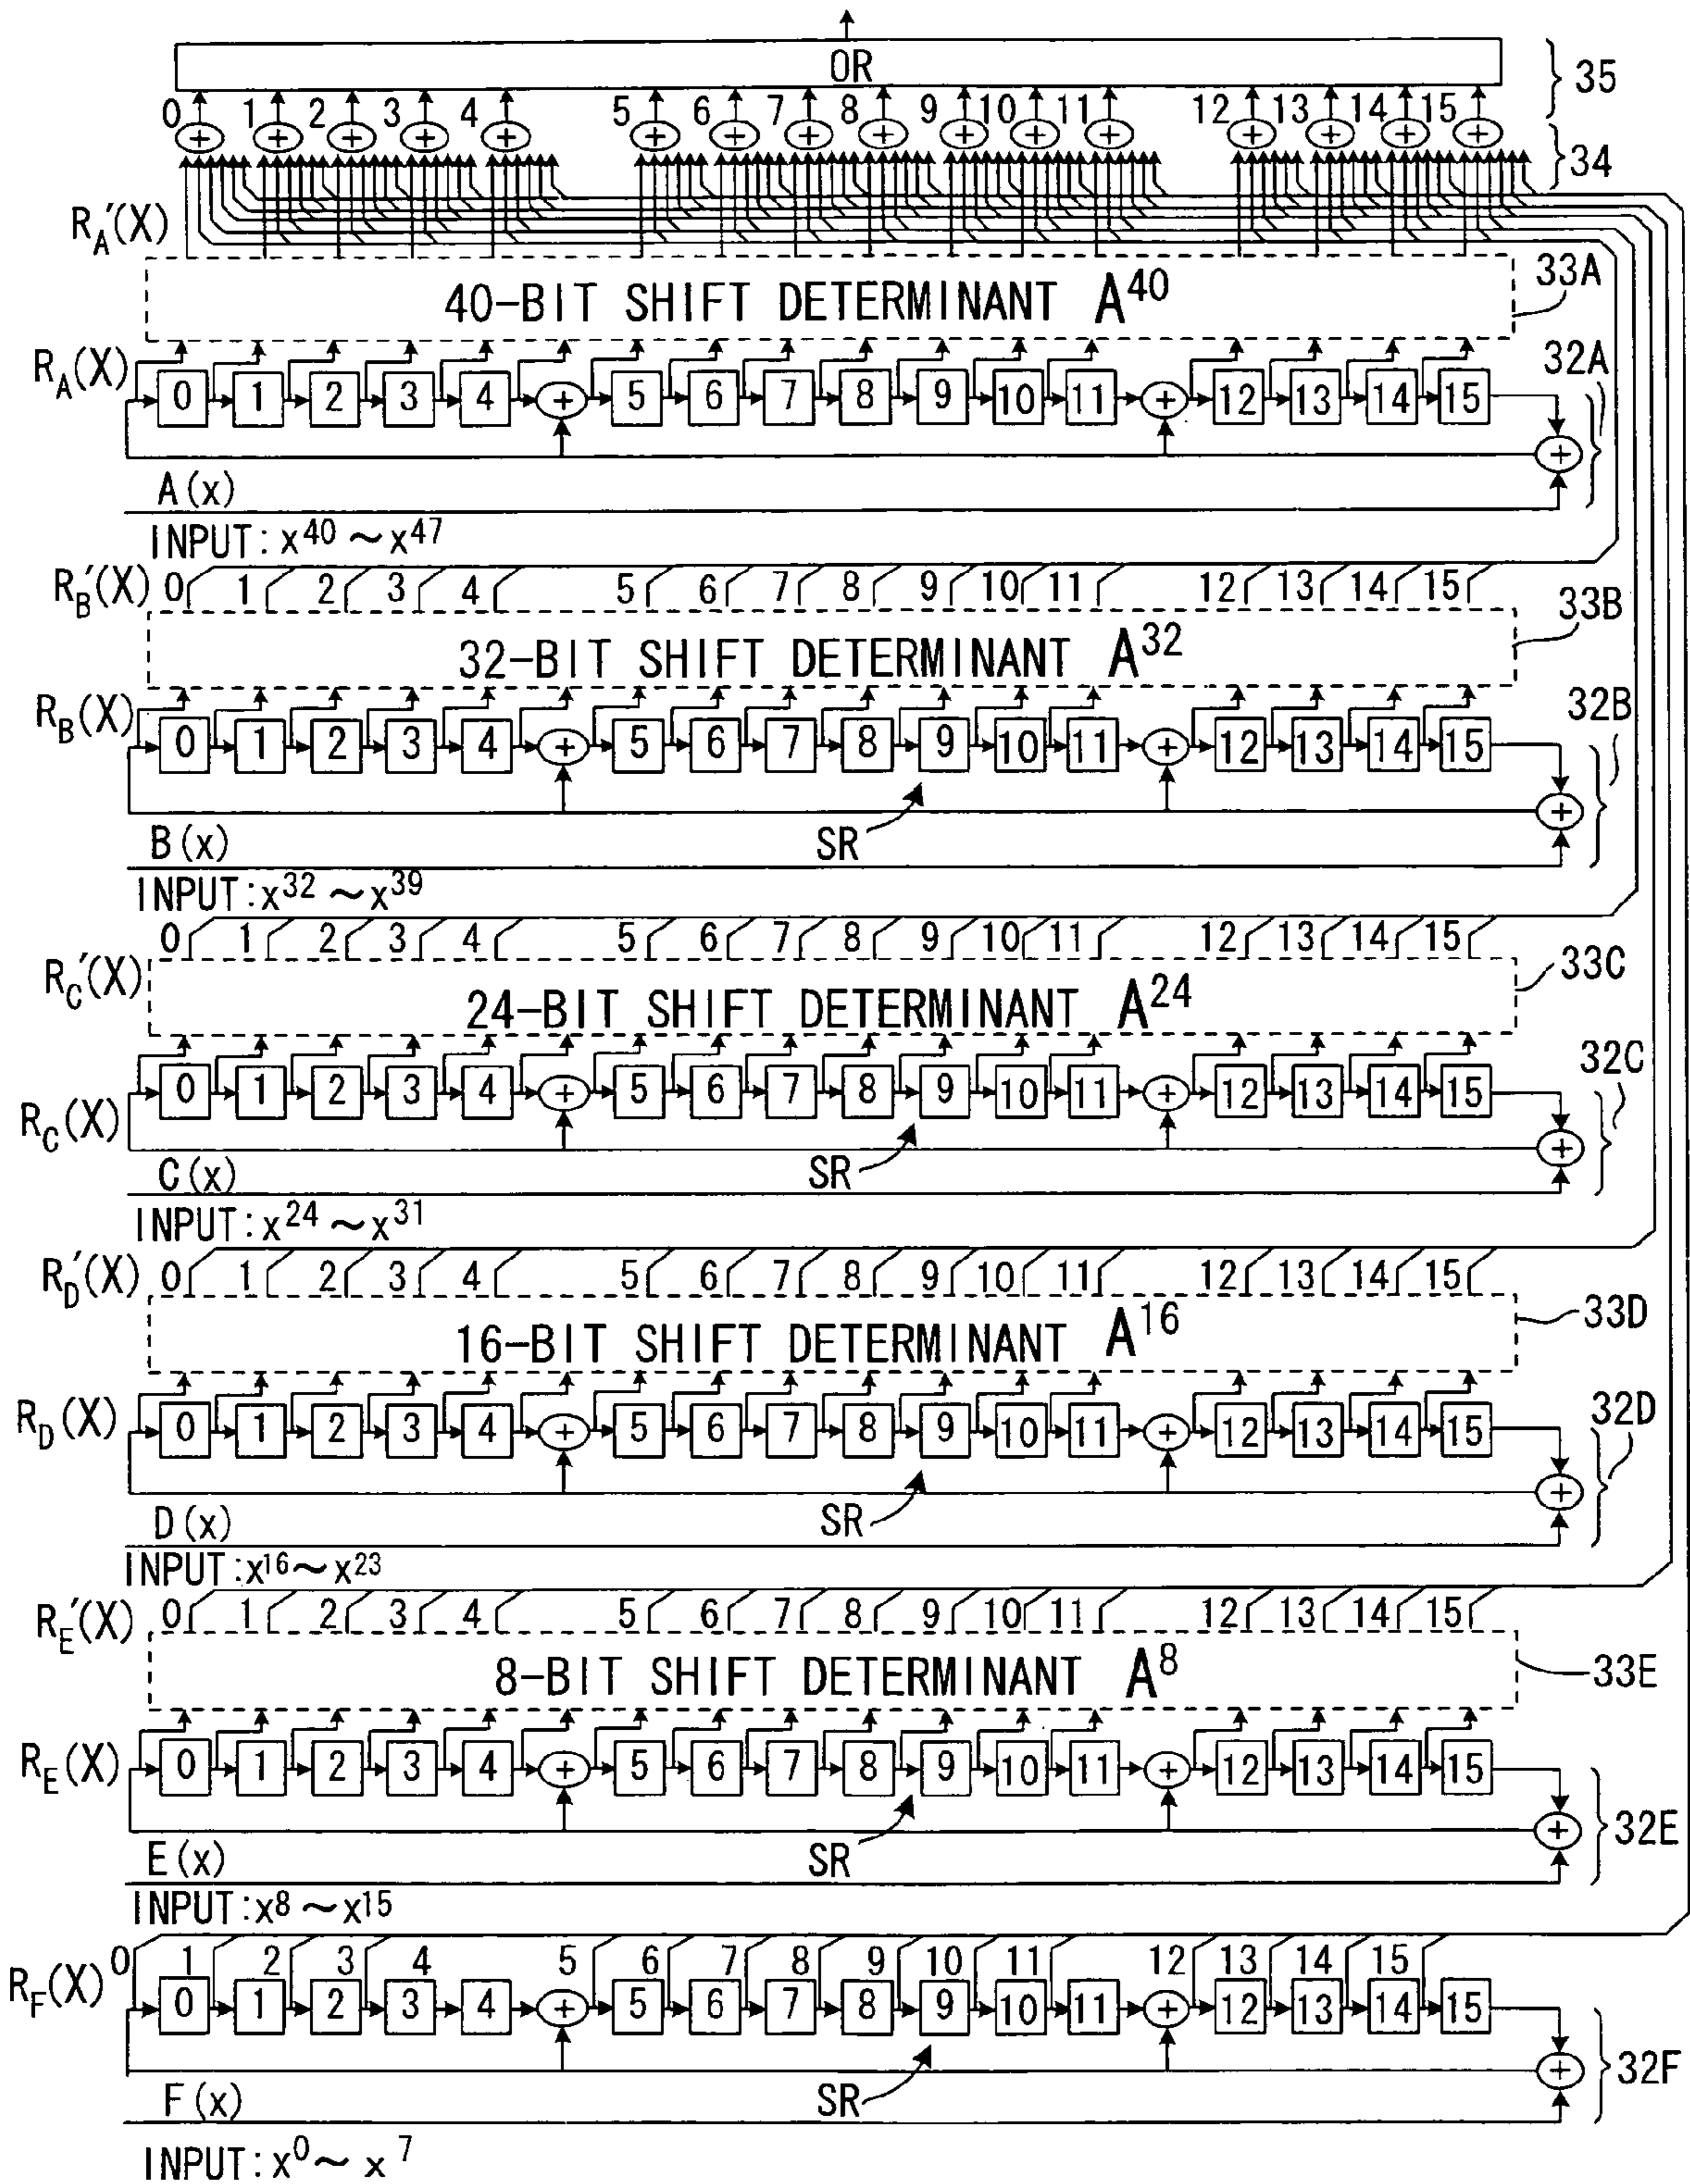 OR
35
0 1 2 3 4 5 6 7 8 9 10 11 12 13 14 15
+ + + + + + + + + + + + + + + +
34
R_A'(X)
40-BIT SHIFT DETERMINANT A^40
33A
R_A(X)
0 1 2 3 4 + 5 6 7 8 9 10 11 + 12 13 14 15
32A
+
A(x)
INPUT: x^40 ~ x^47
R_B'(X) 0 1 2 3 4 5 6 7 8 9 10 11 12 13 14 15
33B
32-BIT SHIFT DETERMINANT A^32
R_B(X)
0 1 2 3 4 + 5 6 7 8 9 10 11 + 12 13 14 15
32B
+
SR
B(x)
INPUT: x^32 ~ x^39
0 1 2 3 4 5 6 7 8 9 10 11 12 13 14 15
R_C'(X)
33C
24-BIT SHIFT DETERMINANT A^24
0 1 2 3 4 + 5 6 7 8 9 10 11 + 12 13 14 15
32C
R_C(X)
+
SR
C(x)
INPUT: x^24 ~ x^31
R_D'(X) 0 1 2 3 4 5 6 7 8 9 10 11 12 13 14 15
33D
16-BIT SHIFT DETERMINANT A^16
R_D(X)
0 1 2 3 4 + 5 6 7 8 9 10 11 + 12 13 14 15
32D
+
SR
D(x)
INPUT: x^16 ~ x^23
R_E'(X) 0 1 2 3 4 5 6 7 8 9 10 11 12 13 14 15
33E
8-BIT SHIFT DETERMINANT A^8
R_E(X)
0 1 2 3 4 + 5 6 7 8 9 10 11 + 12 13 14 15
+
32E
SR
E(x)
INPUT: x^8 ~ x^15
0 1 2 3 4 5 6 7 8 9 10 11 12 13 14 15
R_F(X)
0 1 2 3 4 + 5 6 7 8 9 10 11 + 12 13 14 15
+
32F
SR
F(x)
INPUT: x^0 ~ x^7